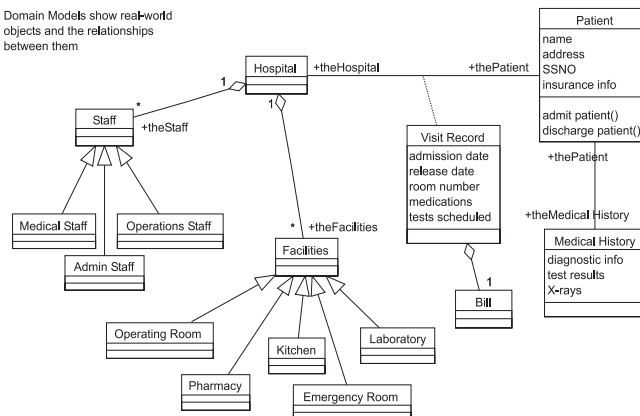 Domain Models show real-world
objects and the relationships
between them
Patient
name
address
SSNO
insurance info
admit patient()
discharge patient()
Hospital
+theHospital
+thePatient
1
1
*
+theStaff
Staff
Visit Record
admission date
release date
room number
medications
tests scheduled
+thePatient
Medical Staff
Operations Staff
Admin Staff
*
+theFacilities
+theMedical History
Facilities
Medical History
diagnostic info
test results
X-rays
1
Bill
Operating Room
Kitchen
Laboratory
Pharmacy
Emergency Room